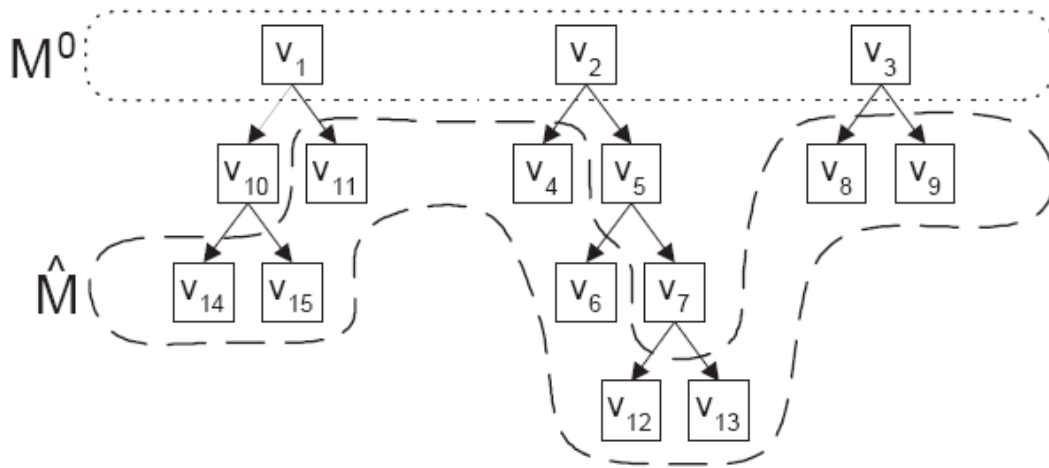 M⁰ v₁ v₂ v₃
v₁₀ v₁₁ v₄ v₅ v₈ v₉
M̂ v₁₄ v₁₅ v₆ v₇
v₁₂ v₁₃